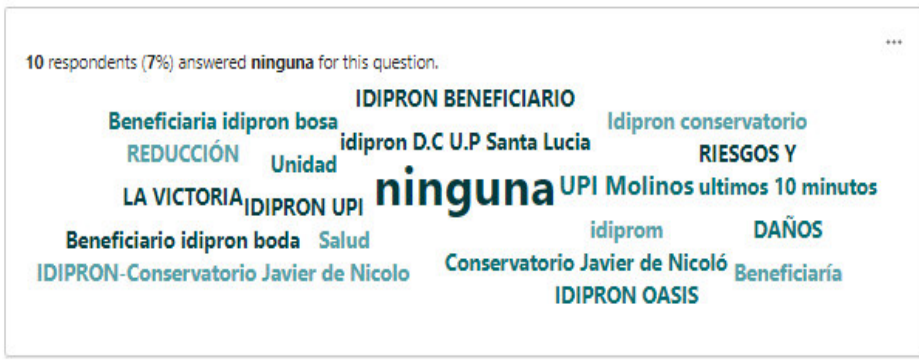 ...
10 respondents (7%) answered ninguna for this question.
IDIPRON BENEFICIARIO
Beneficiaria idipron bosa
Idipron conservatorio
idipron D.C U.P Santa Lucia
REDUCCIÓN
RIESGOS Y
Unidad
ninguna
UPI Molinos
ultimos 10 minutos
LA VICTORIA
IDIPRON UPI
idiprom
DAÑOS
Beneficiario idipron boda
Salud
Conservatorio Javier de Nicoló
IDIPRON-Conservatorio Javier de Nicolo
Beneficiaría
IDIPRON OASIS